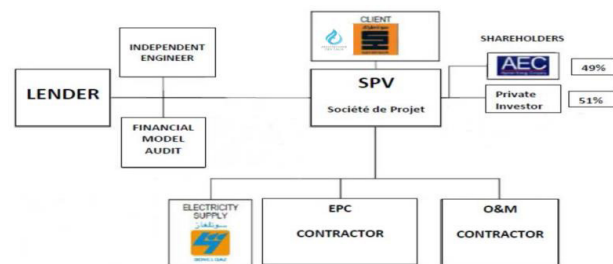 CLIENT
SHAREHOLDERS
INDEPENDENT
ENGINEER
AEC
49%
LENDER
SPV
Société de Projet
Private
Investor
51%
FINANCIAL
MODEL
AUDIT
ELECTRICITY
SUPPLY
سونلغاز
EPC
CONTRACTOR
O&M
CONTRACTOR